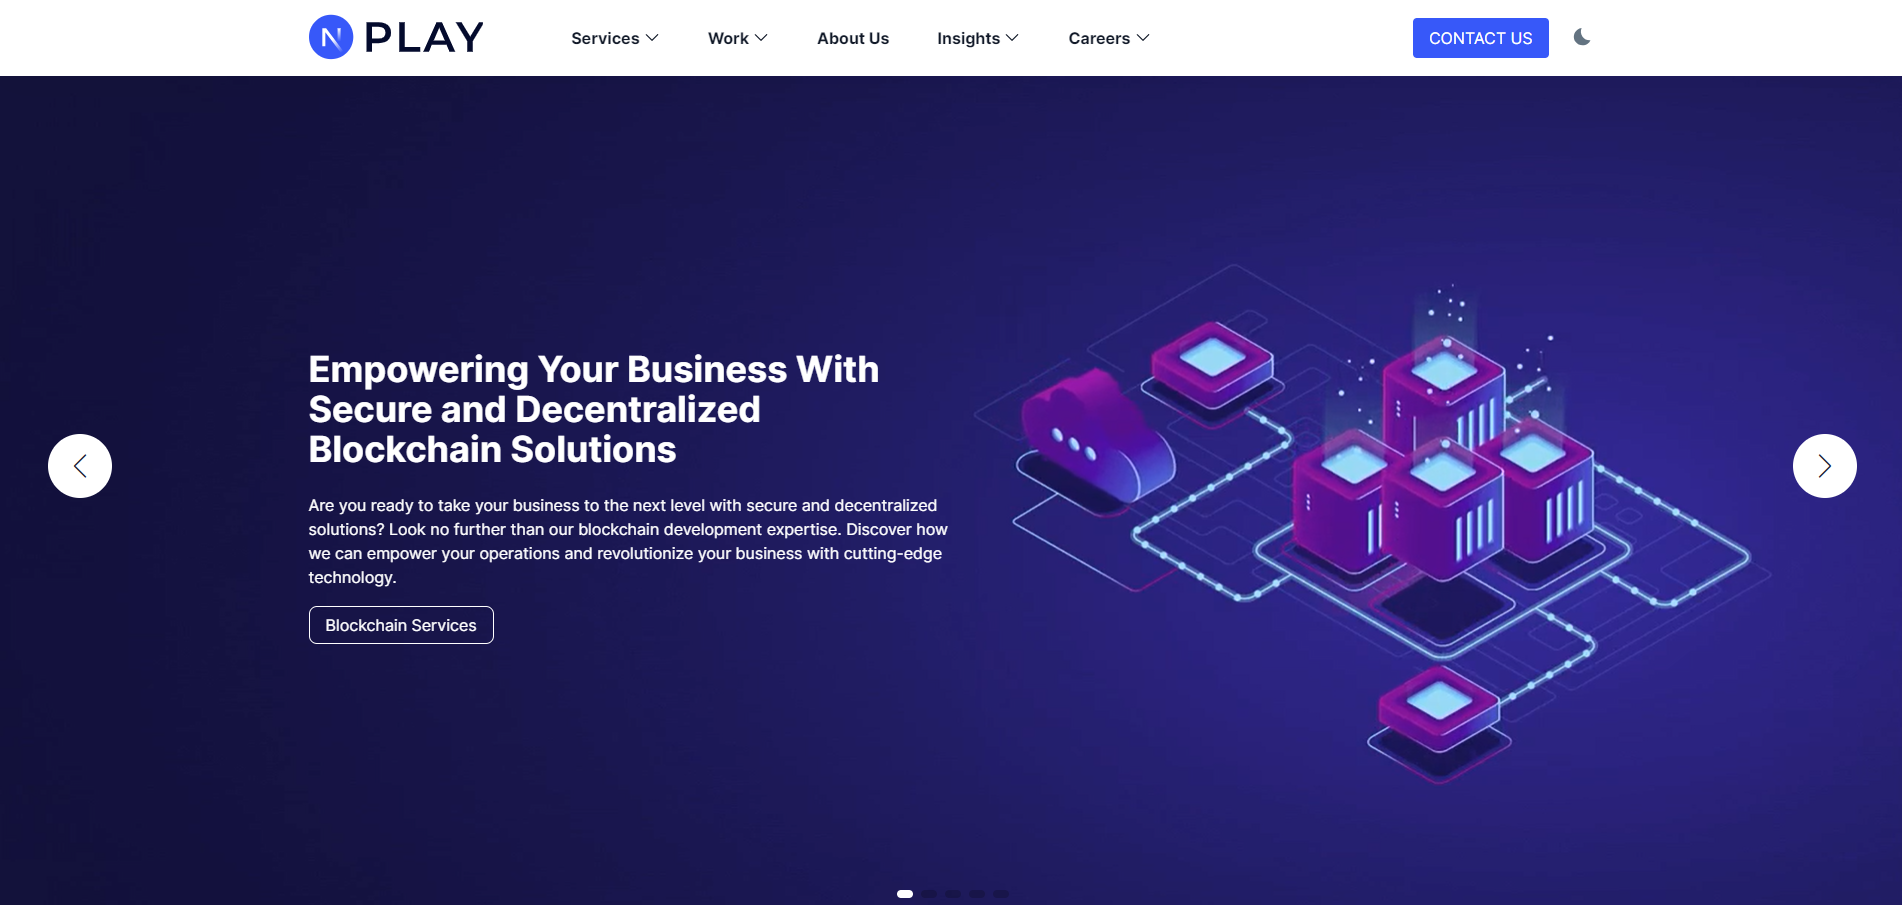 N PLAY
Services
Work
About Us
Insights
Careers
CONTACT US
Empowering Your Business With
Secure and Decentralized
Blockchain Solutions
Are you ready to take your business to the next level with secure and decentralized
solutions? Look no further than our blockchain development expertise. Discover how
we can empower your operations and revolutionize your business with cutting-edge
technology.
Blockchain Services